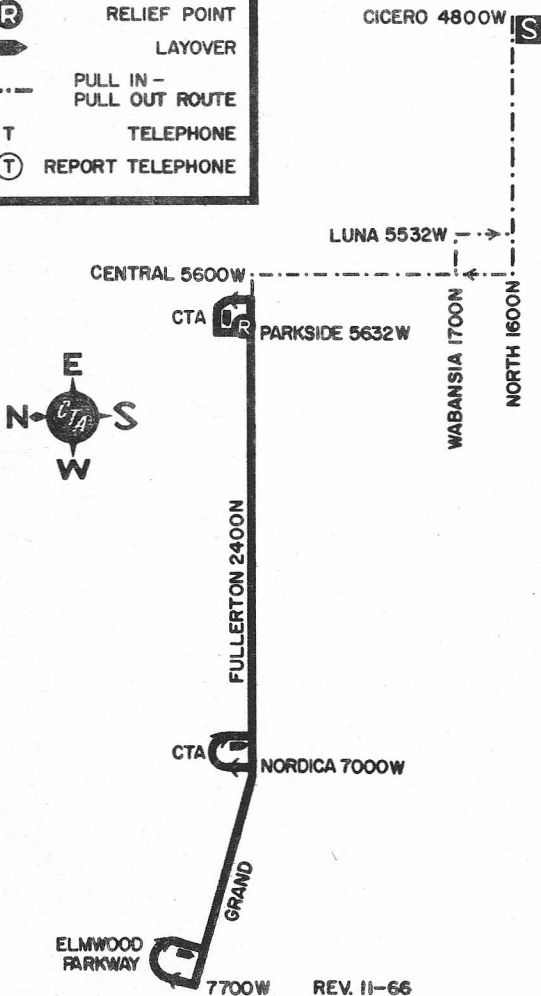 R RELIEF POINT
LAYOVER
PULL IN –
PULL OUT ROUTE
T TELEPHONE
T REPORT TELEPHONE
CICERO 4800W
S
LUNA 5532W
CENTRAL 5600W
CTA
R
PARKSIDE 5632W
WABANSIA 1700N
NORTH 1600N
E
N
CTA
S
W
FULLERTON 2400N
CTA
NORDICA 7000W
GRAND
ELMWOOD
PARKWAY
7700W
REV. 11-66